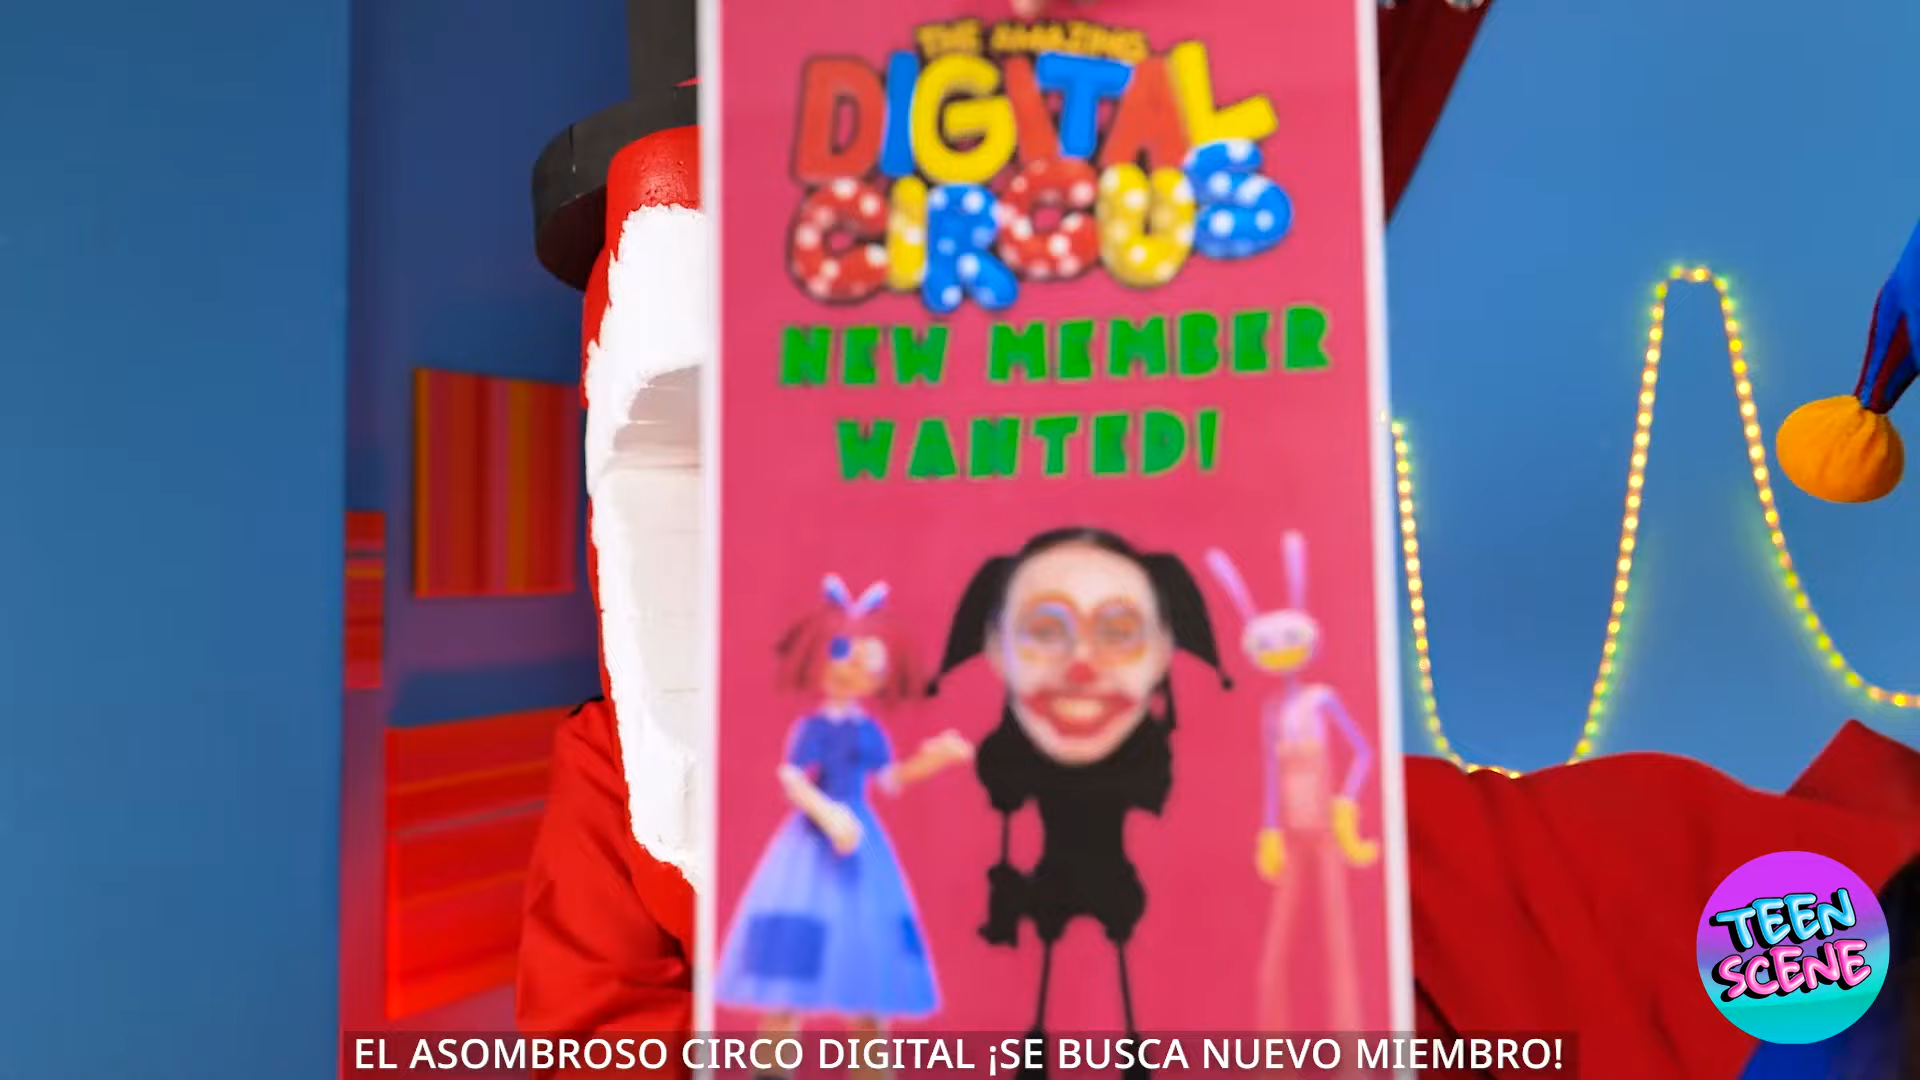 THE AMAZING
DIGITAL
CIRCUS
NEW MEMBER
WANTED!
TEEN
SCENE
EL ASOMBROSO CIRCO DIGITAL ¡SE BUSCA NUEVO MIEMBRO!